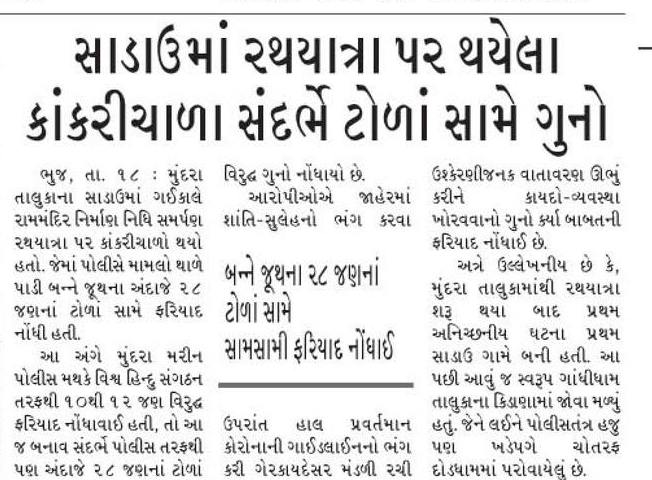 સાડાઉમાં રથયાત્રા પર થયેલા
કાંકરીચાળા સંદર્ભે ટોળાં સામે ગુનો
ભુજ, તા. ૧૮ : મુંદરા
તાલુકાના સાડાઉમાં ગઈકાલે
રામમંદિર નિર્માણ નિધિ સમર્પણ
રથયાત્રા પર કાંકરીચાળો થયો
હતો. જેમાં પોલીસે મામલો થાળે
પાડી બન્ને જૂથના અંદાજે ૨૮
જણનાં ટોળાં સામે ફરિયાદ
નોંધી હતી.
આ અંગે મુંદરા મરીન
પોલીસ મથકે વિશ્વ હિન્દુ સંગઠન
તરફથી ૧૦થી ૧૨ જણ વિરુદ્ધ
ફરિયાદ નોંધાવાઈ હતી, તો આ
જ બનાવ સંદર્ભે પોલીસ તરફથી
પણ અંદાજે ૨૮ જણનાં ટોળાં
વિરુદ્ધ ગુનો નોંધાયો છે.
આરોપીઓએ જાહેરમાં
શાંતિ-સુલેહનો ભંગ કરવા
બન્ને જૂથના ૨૮ જણનાં
ટોળાં સામે
સામસામી ફરિયાદ નોંધાઈ
ઉપરાંત હાલ પ્રવર્તમાન
કોરોનાની ગાઈડલાઈનનો ભંગ
કરી ગેરકાયદેસર મંડળી રચી
ઉશ્કેરણીજનક વાતાવરણ ઊભું
કરીને કાયદો-વ્યવસ્થા
ખોરવવાનો ગુનો ર્ક્યા બાબતની
ફરિયાદ નોંધાઈ છે.
અત્રે ઉલ્લેખનીય છે કે,
મુંદરા તાલુકામાંથી રથયાત્રા
શરૂ થયા બાદ પ્રથમ
અનિચ્છનીય ઘટના પ્રથમ
સાડાઉ ગામે બની હતી. આ
પછી આવું જ સ્વરૂપ ગાંધીધામ
તાલુકાના કિડાણામાં જોવા મળ્યું
હતું. જેને લઈને પોલીસતંત્ર હજુ
પણ ખડેપગે ચોતરફ
દોડધામમાં પરોવાયેલું છે.